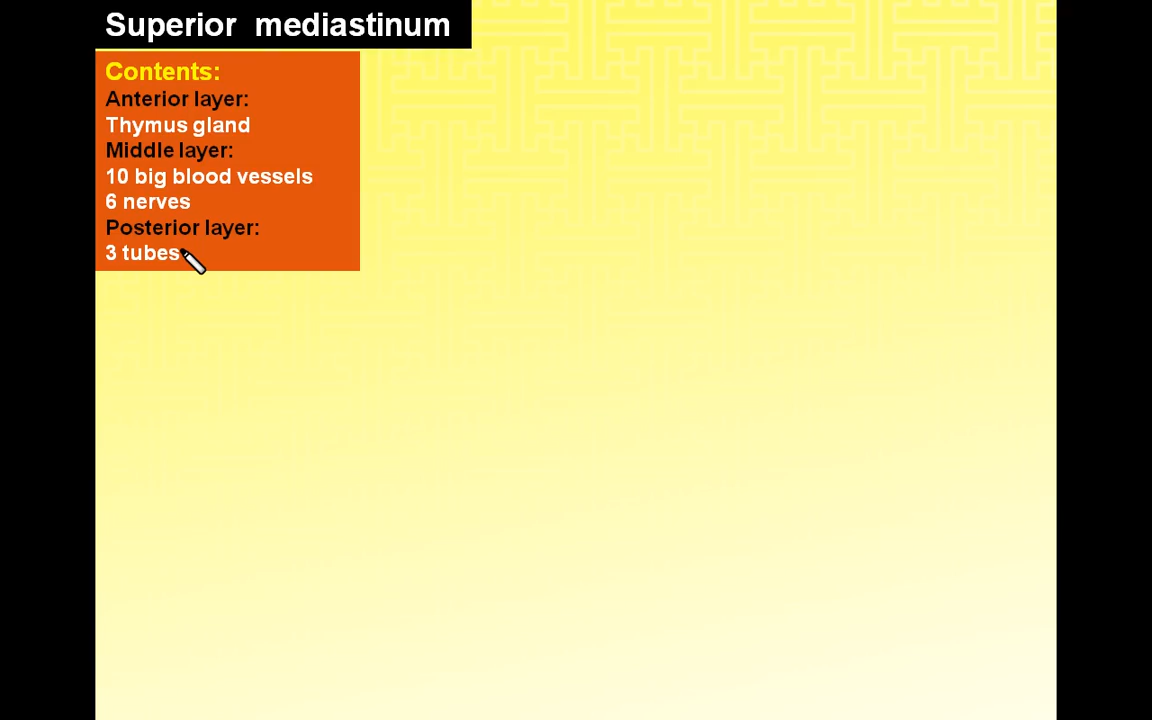 Superior mediastinum
Contents:
Anterior layer:
Thymus gland
Middle layer:
10 big blood vessels
6 nerves
Posterior layer:
3 tubes